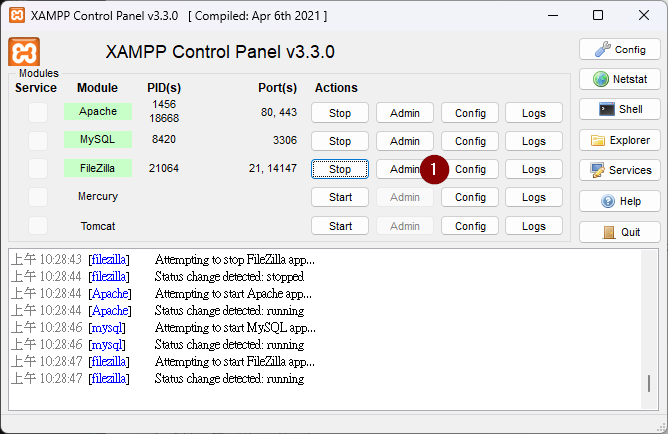 XAMPP Control Panel v3.3.0 [ Compiled: Apr 6th 2021 ]
XAMPP Control Panel v3.3.0
Modules
Service Module PID(s) Port(s) Actions
Apache 1456 18668 80, 443 Stop Admin Config Logs
MySQL 8420 3306 Stop Admin Config Logs
FileZilla 21064 21, 14147 Stop Admin 1 Config Logs
Mercury Start Admin Config Logs
Tomcat Start Admin Config Logs
Config
Netstat
Shell
Explorer
Services
Help
Quit
上午 10:28:43 [filezilla] Attempting to stop FileZilla app...
上午 10:28:44 [filezilla] Status change detected: stopped
上午 10:28:44 [Apache] Attempting to start Apache app...
上午 10:28:44 [Apache] Status change detected: running
上午 10:28:46 [mysql] Attempting to start MySQL app...
上午 10:28:46 [mysql] Status change detected: running
上午 10:28:47 [filezilla] Attempting to start FileZilla app...
上午 10:28:47 [filezilla] Status change detected: running